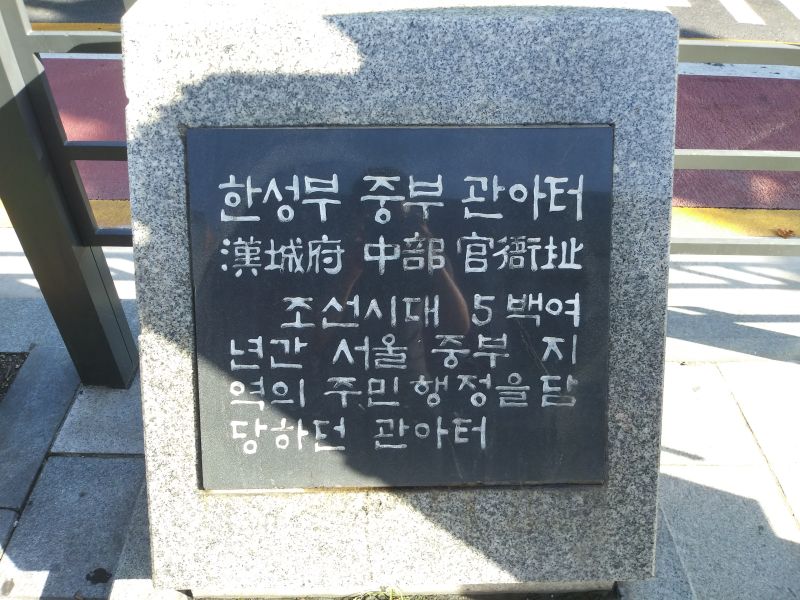 한성부 중부 관아터
漢城府 中部 官衙址
조선시대 5백여
년간 서울 중부 지
역의 주민행정을담
당하던 관아터